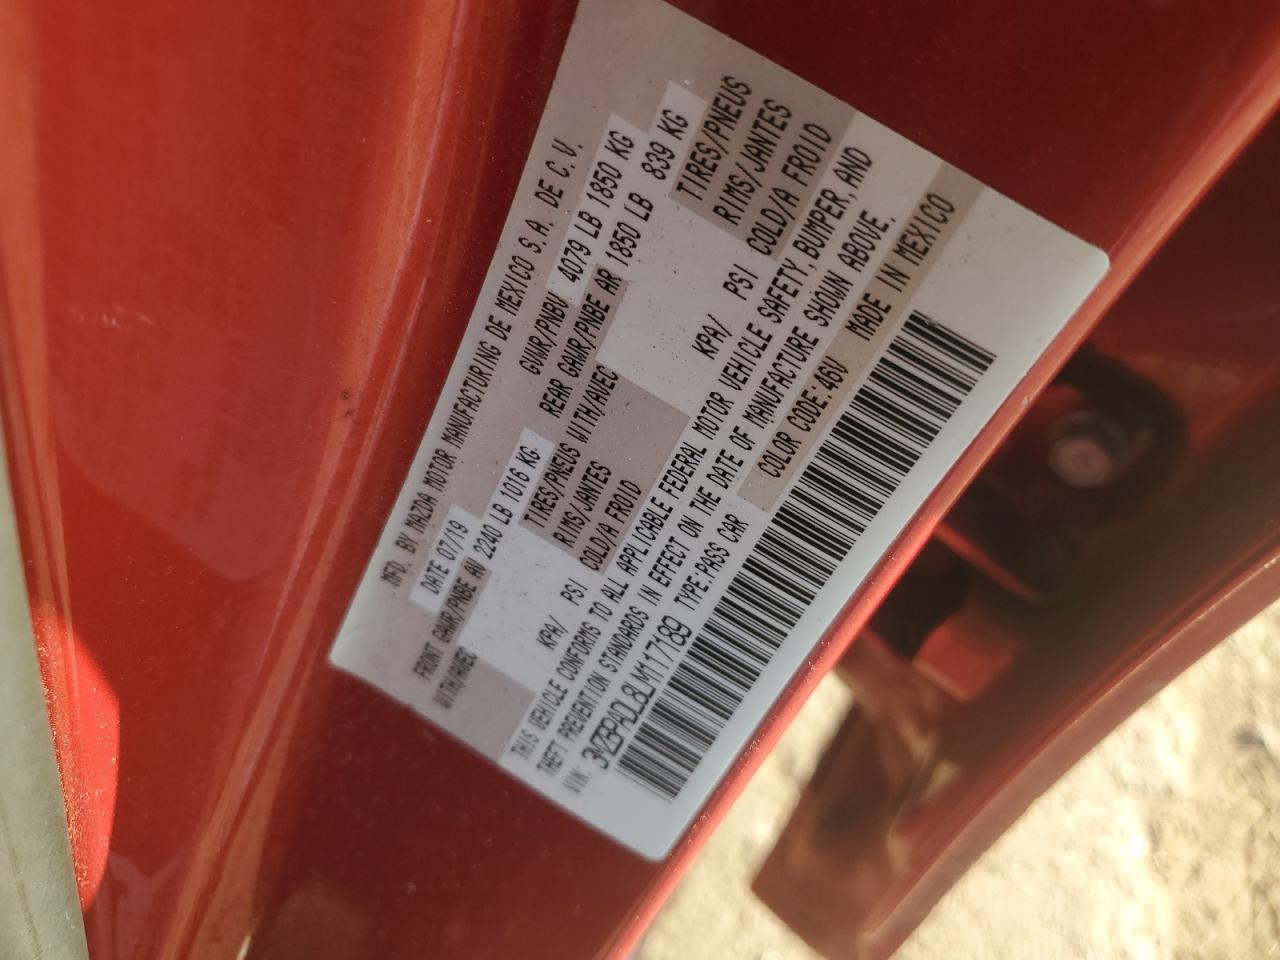 MFD. BY MAZDA MOTOR MANUFACTURING DE MEXICO S.A. DE C.V.
DATE 07/19 GVWR/PNBV 4079 LB 1850 KG
FRONT GAWR/PNBE AV 2240 LB 1016 KG REAR GAWR/PNBE AR 1850 LB 839 KG
WITH/AVEC TIRES/PNEUS WITH/AVEC TIRES/PNEUS
RIMS/JANTES RIMS/JANTES
KPA/ PSI COLD/A FROID KPA/ PSI COLD/A FROID
THIS VEHICLE CONFORMS TO ALL APPLICABLE FEDERAL MOTOR VEHICLE SAFETY, BUMPER, AND
THEFT PREVENTION STANDARDS IN EFFECT ON THE DATE OF MANUFACTURE SHOWN ABOVE.
VIN: 3MZBPADL8LM117189 TYPE:PASS CAR COLOR CODE:46V MADE IN MEXICO